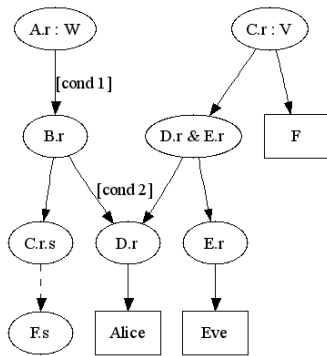 A.r : W
C.r : V
[cond 1]
B.r
D.r & E.r
F
[cond 2]
C.r.s
D.r
E.r
F.s
Alice
Eve